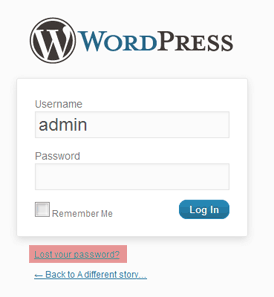 WORDPRESS
Username
admin
Password
Remember Me
Log In
Lost your password?
← Back to A different story...